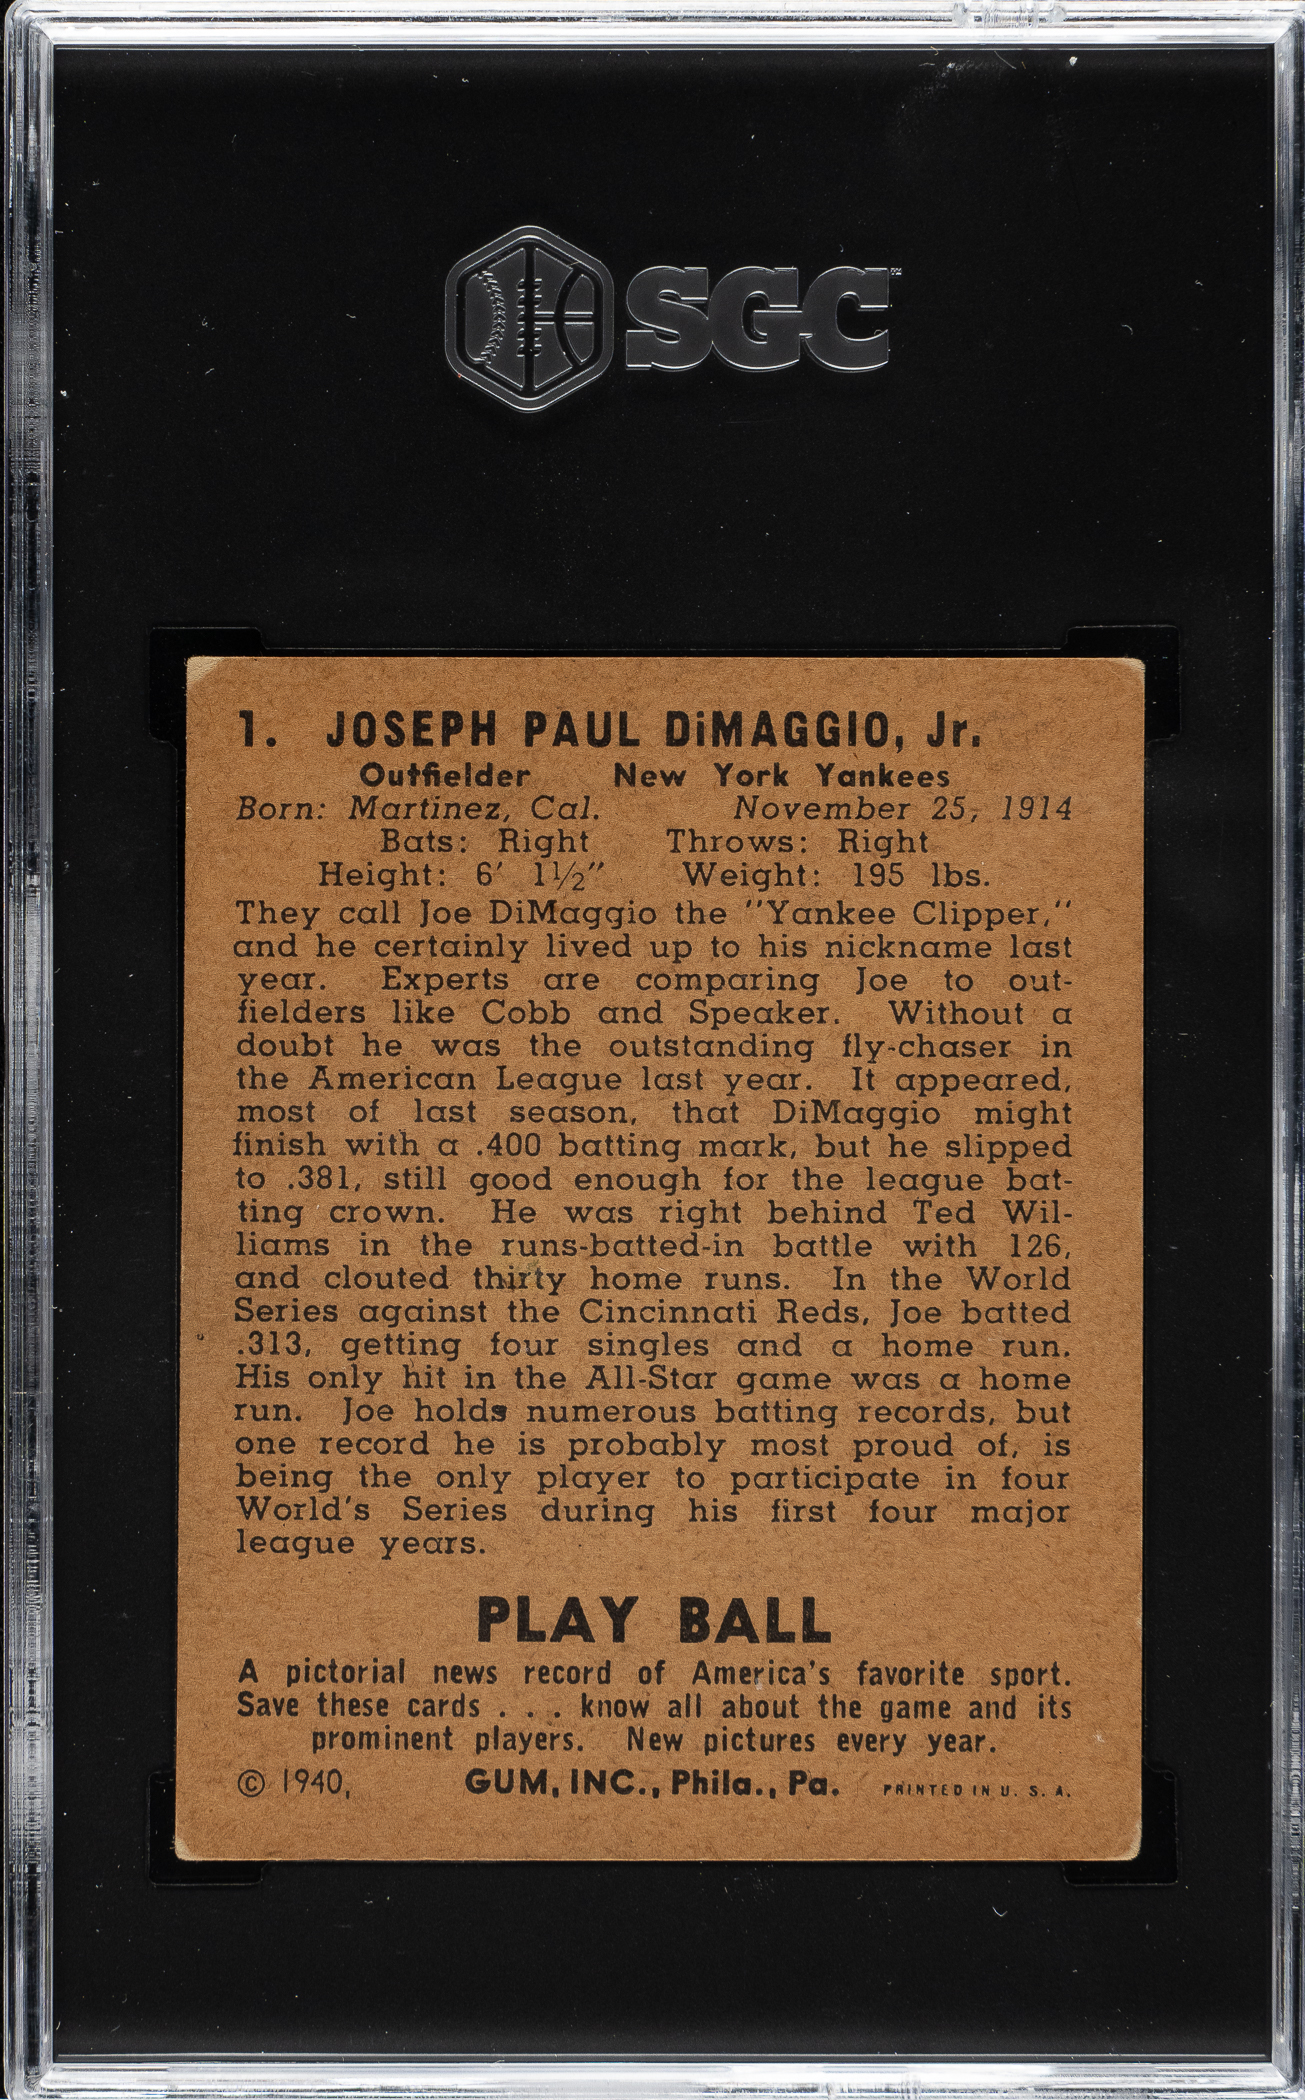 SGC™
1. JOSEPH PAUL DiMAGGIO, Jr.
Outfielder New York Yankees
Born: Martinez, Cal. November 25, 1914
Bats: Right Throws: Right
Height: 6′ 1½″ Weight: 195 lbs.
They call Joe DiMaggio the "Yankee Clipper,"
and he certainly lived up to his nickname last
year. Experts are comparing Joe to out-
fielders like Cobb and Speaker. Without a
doubt he was the outstanding fly-chaser in
the American League last year. It appeared,
most of last season, that DiMaggio might
finish with a .400 batting mark, but he slipped
to .381, still good enough for the league bat-
ting crown. He was right behind Ted Wil-
liams in the runs-batted-in battle with 126,
and clouted thirty home runs. In the World
Series against the Cincinnati Reds, Joe batted
.313, getting four singles and a home run.
His only hit in the All-Star game was a home
run. Joe holds numerous batting records, but
one record he is probably most proud of, is
being the only player to participate in four
World's Series during his first four major
league years.
PLAY BALL
A pictorial news record of America's favorite sport.
Save these cards . . . know all about the game and its
prominent players. New pictures every year.
© 1940, GUM, INC., Phila., Pa. PRINTED IN U. S. A.